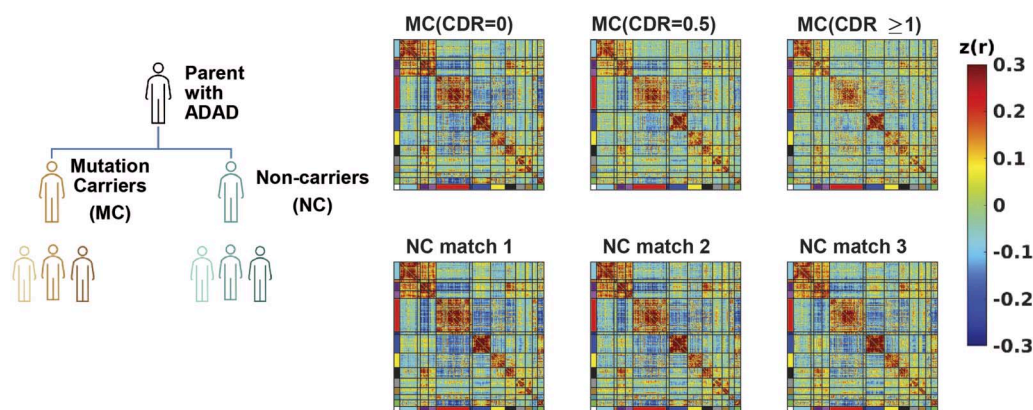 Parent
with
ADAD
Mutation
Carriers
(MC)
Non-carriers
(NC)
MC(CDR=0)
MC(CDR=0.5)
MC(CDR ≥1)
z(r)
0.3
0.2
0.1
0
-0.1
-0.2
-0.3
NC match 1
NC match 2
NC match 3